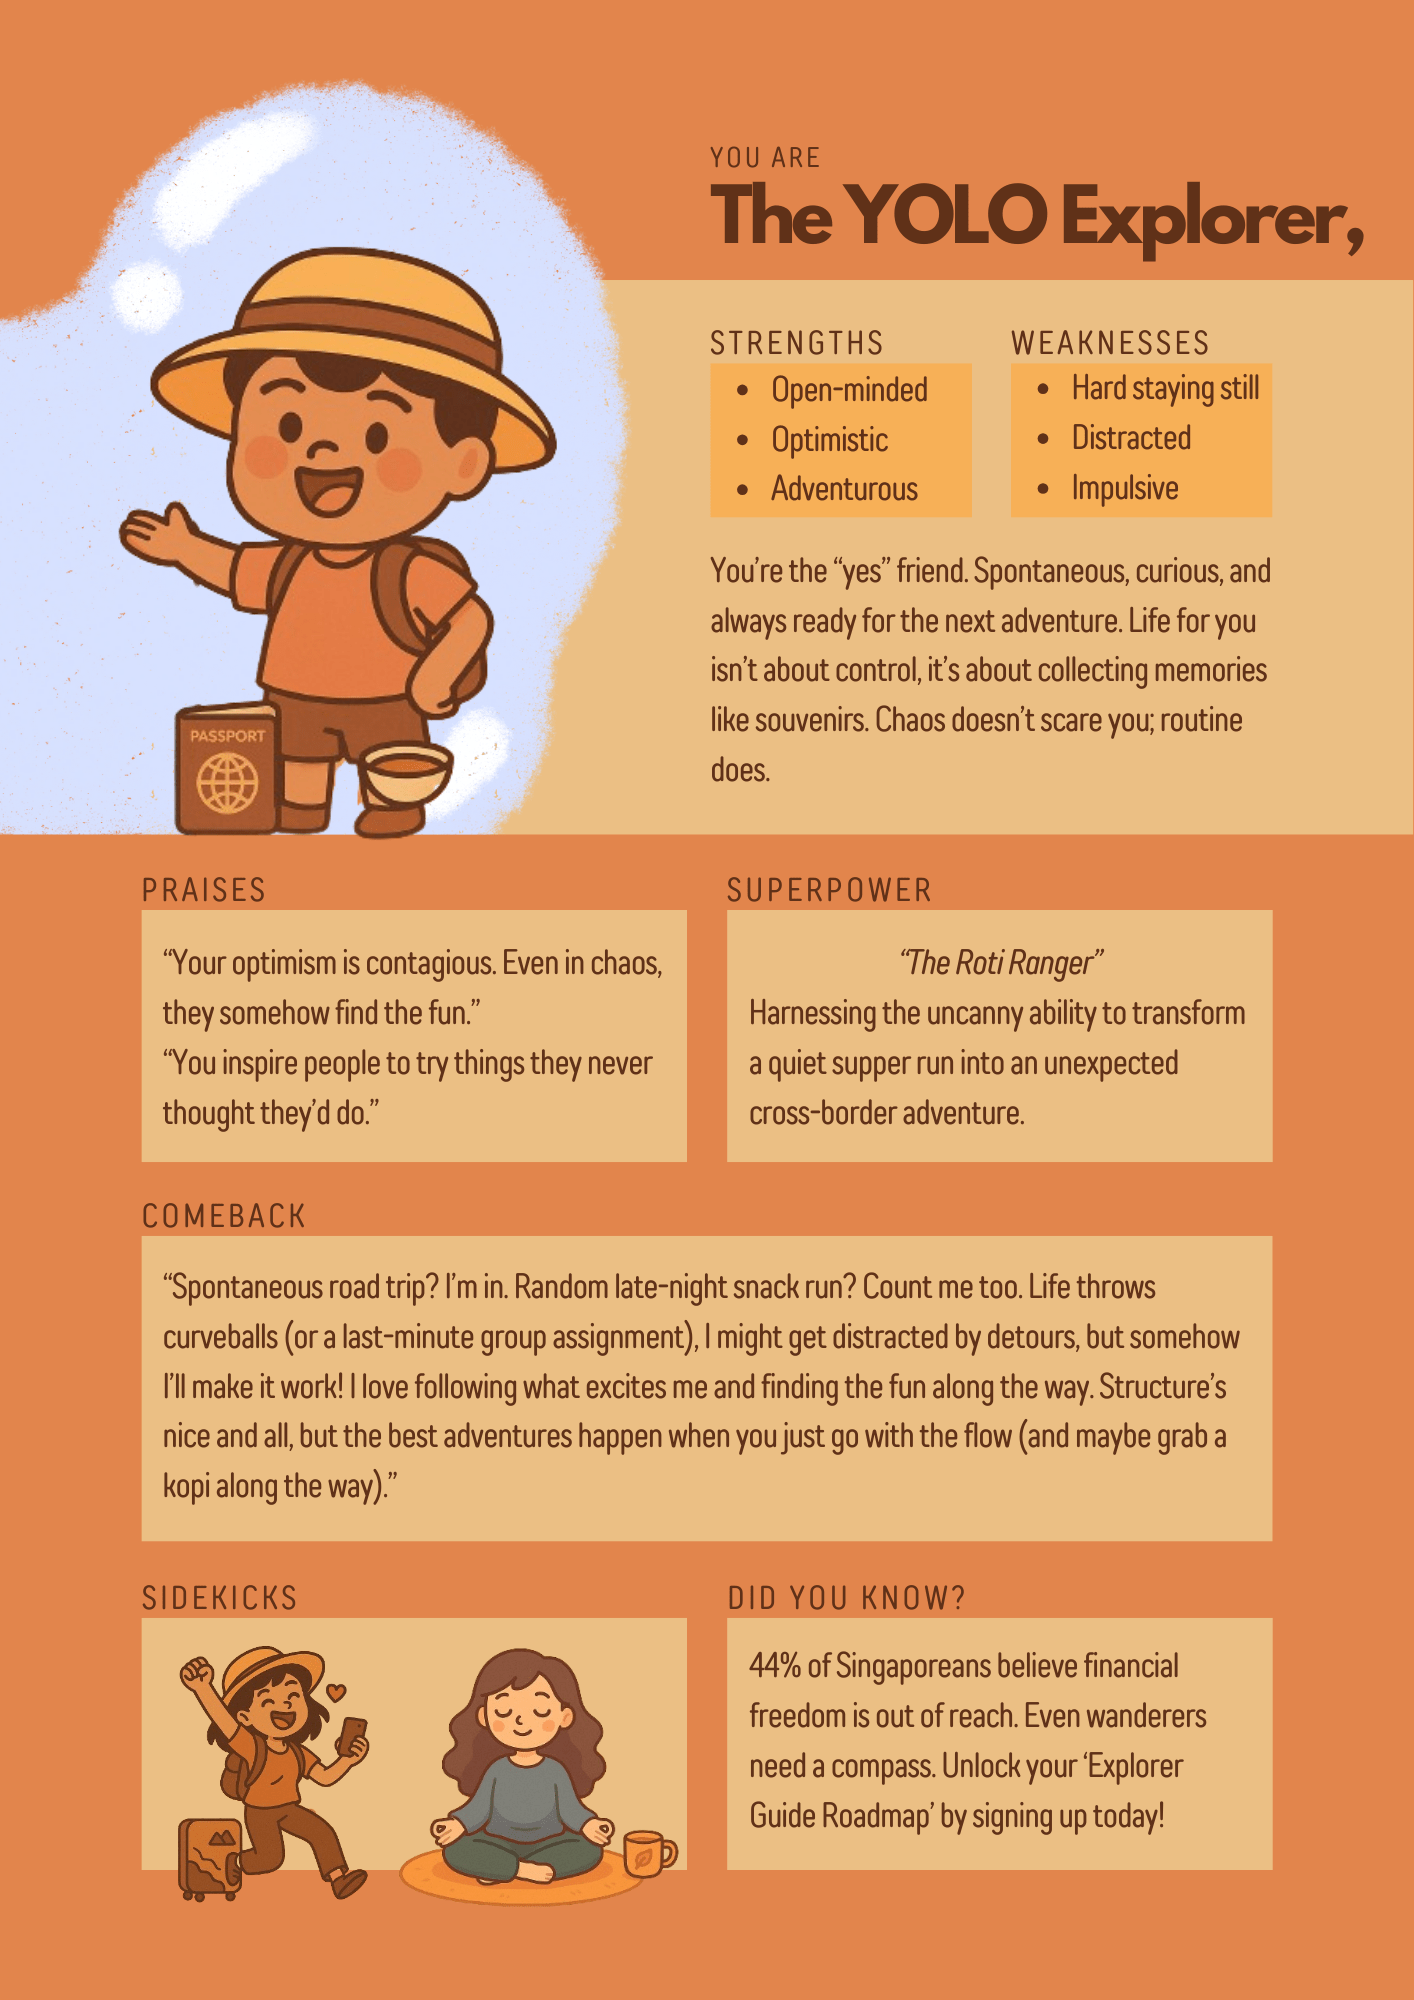 YOU ARE
The YOLO Explorer,
STRENGTHS
• Open-minded
• Optimistic
• Adventurous
WEAKNESSES
• Hard staying still
• Distracted
• Impulsive
You’re the “yes” friend. Spontaneous, curious, and
always ready for the next adventure. Life for you
isn’t about control, it’s about collecting memories
like souvenirs. Chaos doesn’t scare you; routine
does.
PASSPORT
PRAISES
“Your optimism is contagious. Even in chaos,
they somehow find the fun.”
“You inspire people to try things they never
thought they’d do.”
SUPERPOWER
“The Roti Ranger”
Harnessing the uncanny ability to transform
a quiet supper run into an unexpected
cross-border adventure.
COMEBACK
“Spontaneous road trip? I’m in. Random late-night snack run? Count me too. Life throws
curveballs (or a last-minute group assignment), I might get distracted by detours, but somehow
I’ll make it work! I love following what excites me and finding the fun along the way. Structure’s
nice and all, but the best adventures happen when you just go with the flow (and maybe grab a
kopi along the way).”
SIDEKICKS
DID YOU KNOW?
44% of Singaporeans believe financial
freedom is out of reach. Even wanderers
need a compass. Unlock your ‘Explorer
Guide Roadmap’ by signing up today!